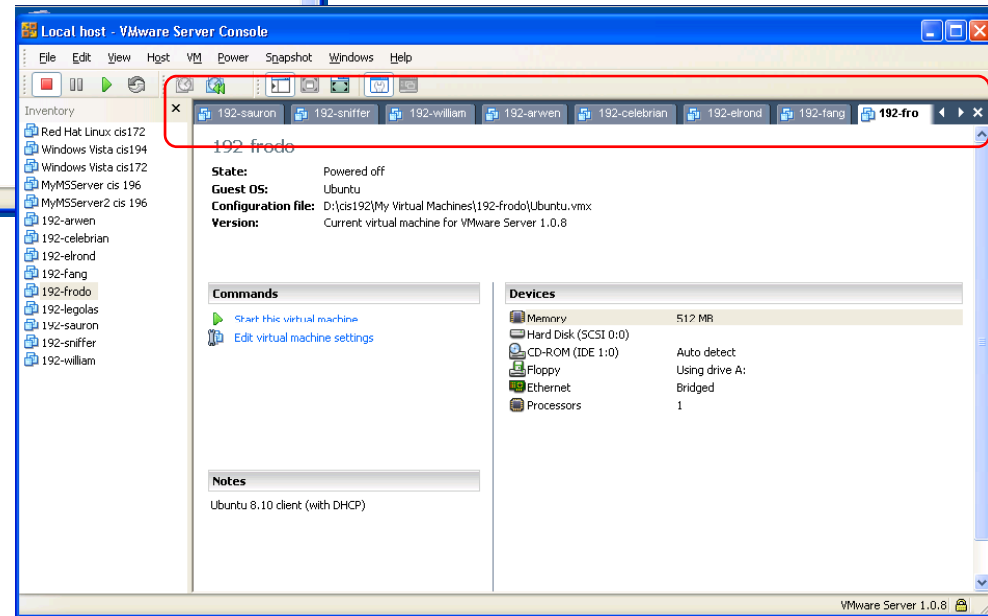 Local host - VMware Server Console
File Edit View Host VM Power Snapshot Windows Help
Inventory
192-sauron 192-sniffer 192-william 192-arwen 192-celebrian 192-elrond 192-fang 192-fro
Red Hat Linux cis172
Windows Vista cis194
Windows Vista cis172
MyMSServer cis 196
MyMSServer2 cis 196
192-arwen
192-celebrian
192-elrond
192-fang
192-frodo
192-legolas
192-sauron
192-sniffer
192-william
192-frodo
State: Powered off
Guest OS: Ubuntu
Configuration file: D:\cis192\My Virtual Machines\192-frodo\Ubuntu.vmx
Version: Current virtual machine for VMware Server 1.0.8
Commands
Start this virtual machine
Edit virtual machine settings
Devices
Memory 512 MB
Hard Disk (SCSI 0:0)
CD-ROM (IDE 1:0) Auto detect
Floppy Using drive A:
Ethernet Bridged
Processors 1
Notes
Ubuntu 8.10 client (with DHCP)
VMware Server 1.0.8